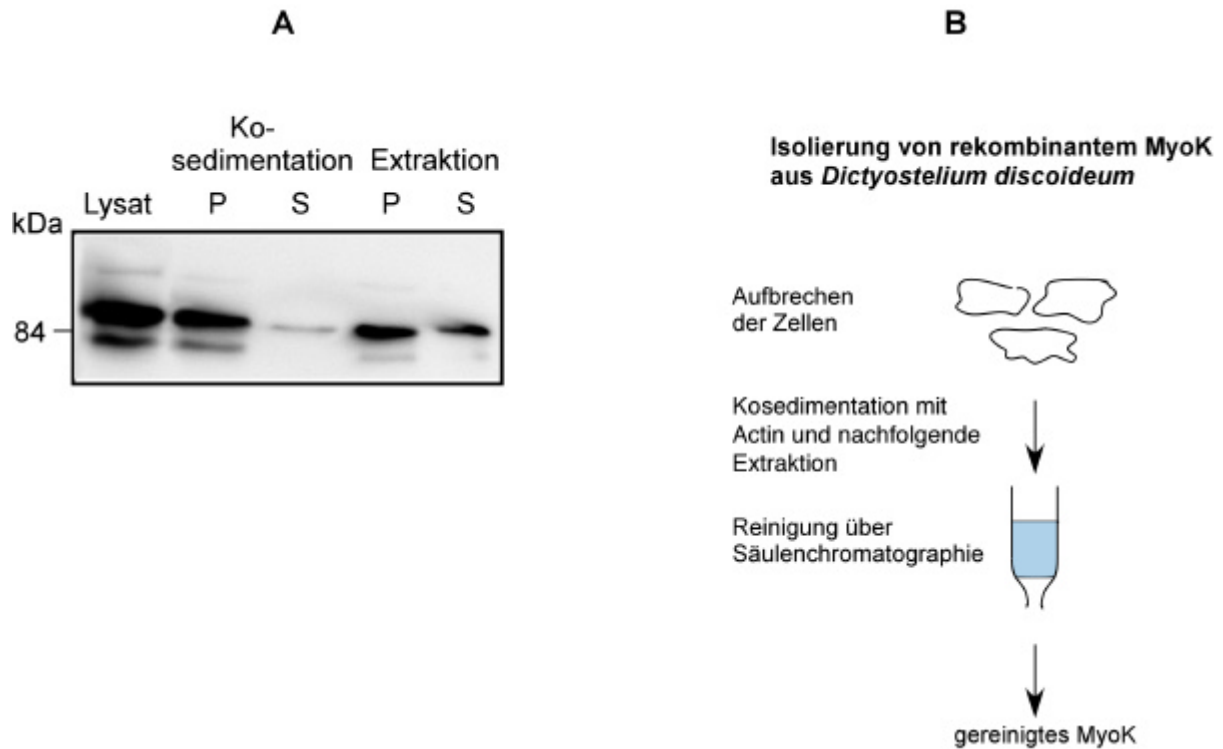 A
Ko-
sedimentation Extraktion
Lysat P S P S
kDa
84
B
Isolierung von rekombinantem MyoK
aus Dictyostelium discoideum
Aufbrechen
der Zellen
Kosedimentation mit
Actin und nachfolgende
Extraktion
Reinigung über
Säulenchromatographie
gereinigtes MyoK